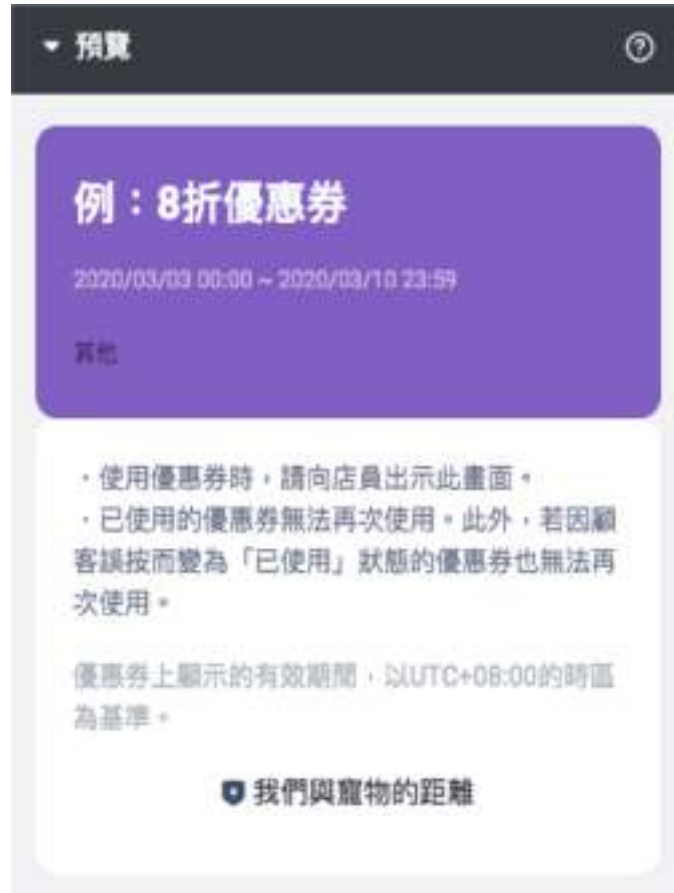 預覽
例：8折優惠券
2020/03/03 00:00 ~ 2020/03/10 23:59
其他
・使用優惠券時，請向店員出示此畫面。
・已使用的優惠券無法再次使用。此外，若因顧
客誤按而變為「已使用」狀態的優惠券也無法再
次使用。
優惠券上顯示的有效期間，以UTC+08:00的時區
為基準。
我們與寵物的距離